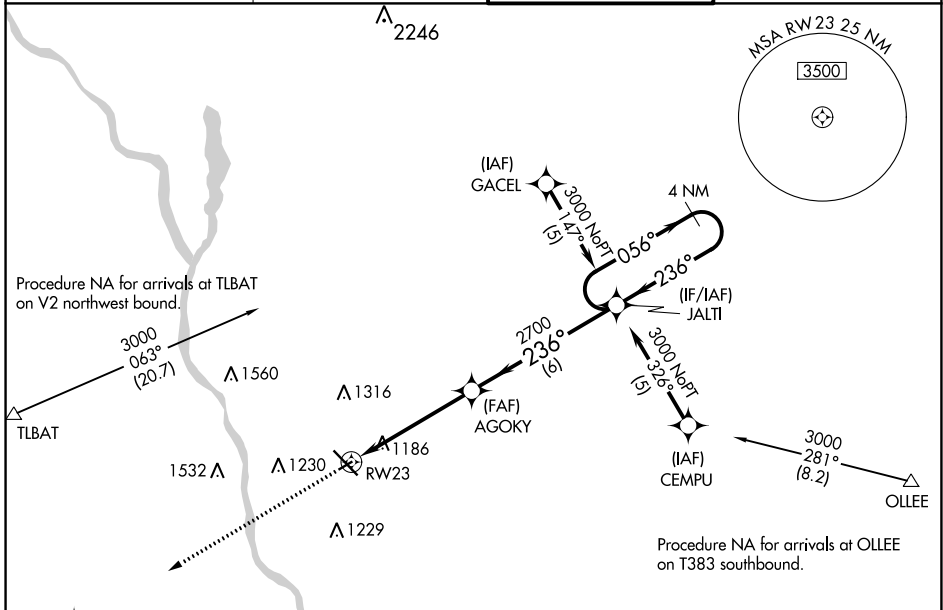 2246
MSA RW23 25 NM
3500
(IAF)
GACEL
3000 NoPT
147°
(5)
4 NM
056°
236°
(IF/IAF)
JALTI
Procedure NA for arrivals at TLBAT
on V2 northwest bound.
3000
063°
(20.7)
TLBAT
2700
236°
(6)
3000 NoPT
326°
(5)
1560
1316
(FAF)
AGOKY
1186
1532
1230
RW23
(IAF)
CEMPU
3000
281°
(8.2)
OLLEE
1229
Procedure NA for arrivals at OLLEE
on T383 southbound.